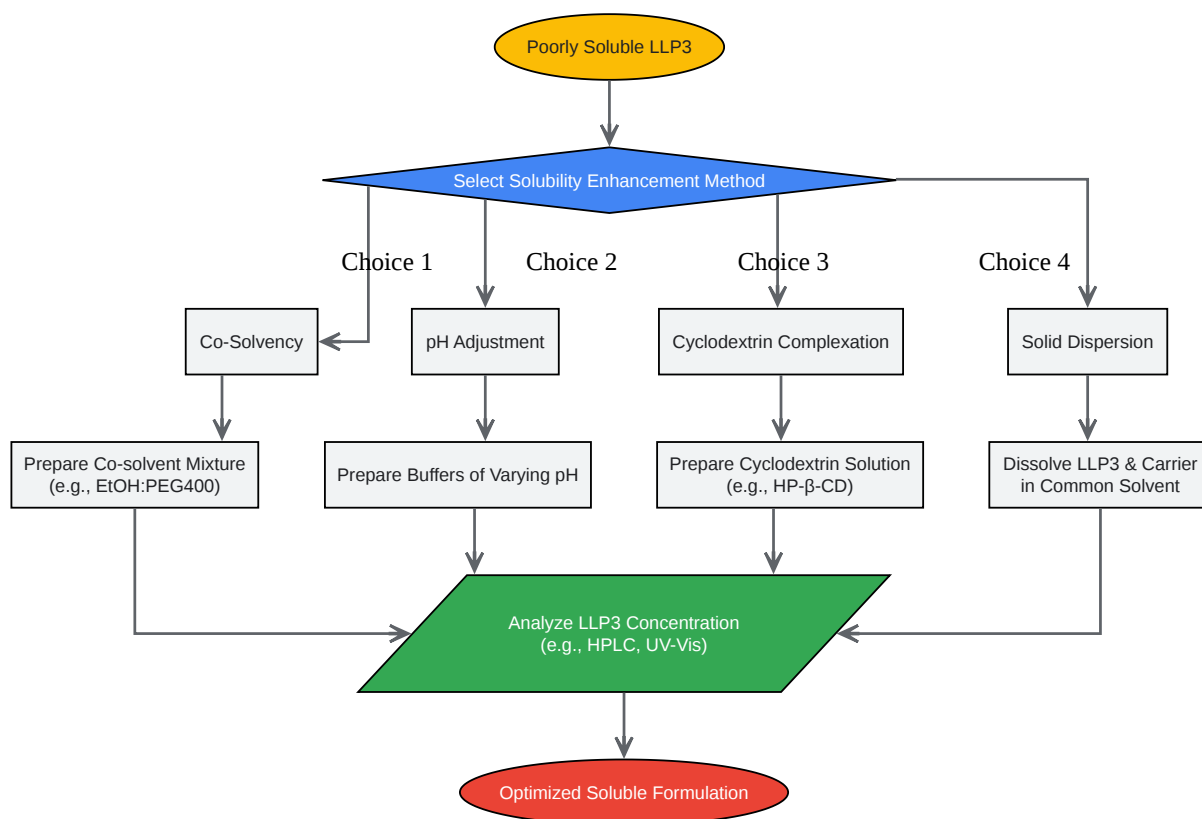 Poorly Soluble LLP3
Select Solubility Enhancement Method
Choice 1
Choice 2
Choice 3
Choice 4
Co-Solvency
pH Adjustment
Cyclodextrin Complexation
Solid Dispersion
Prepare Co-solvent Mixture
(e.g., EtOH:PEG400)
Prepare Buffers of Varying pH
Prepare Cyclodextrin Solution
(e.g., HP-β-CD)
Dissolve LLP3 & Carrier
in Common Solvent
Analyze LLP3 Concentration
(e.g., HPLC, UV-Vis)
Optimized Soluble Formulation